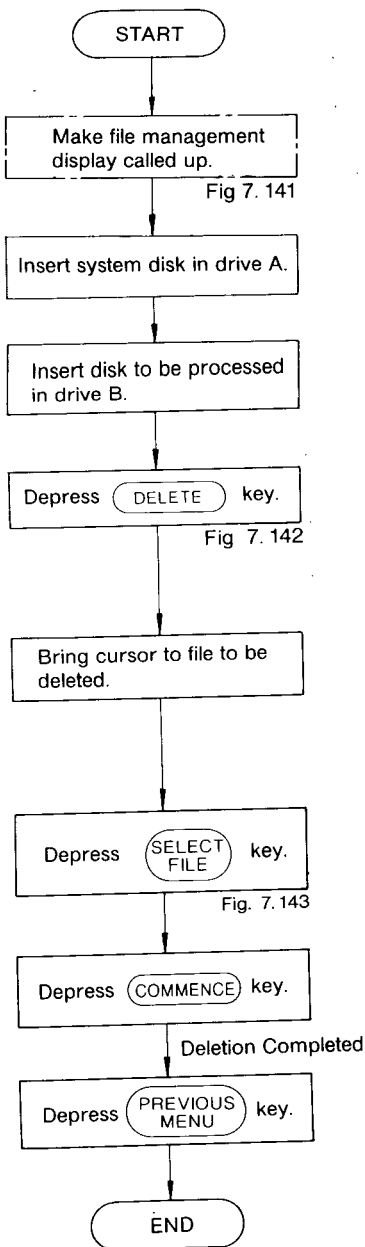 START
Make file management
display called up.
Fig 7. 141
Insert system disk in drive A.
Insert disk to be processed
in drive B.
Depress DELETE key.
Fig 7. 142
Bring cursor to file to be
deleted.
Depress SELECT FILE key.
Fig. 7. 143
Depress COMMENCE key.
Deletion Completed
Depress PREVIOUS MENU key.
END